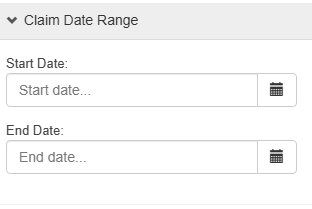 Claim Date Range
Start Date:
Start date...
End Date:
End date...